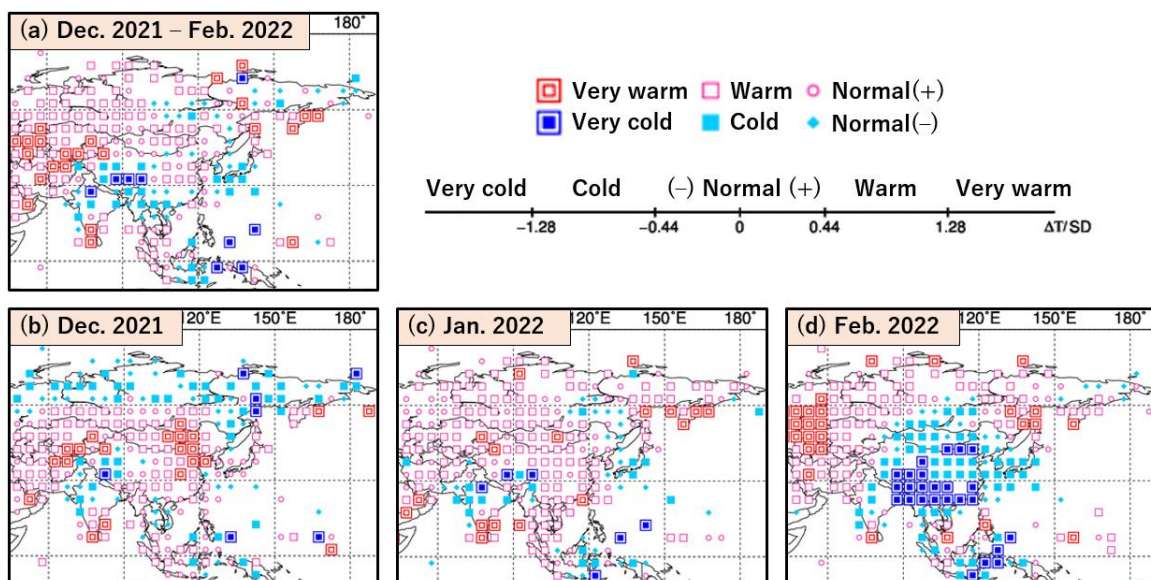 (a) Dec. 2021 – Feb. 2022
180°
Very warm Warm Normal(+)
Very cold Cold Normal(−)
Very cold Cold (−) Normal (+) Warm Very warm
−1.28 −0.44 0 0.44 1.28 ΔT/SD
(b) Dec. 2021
120°E 150°E 180°
(c) Jan. 2022
120°E 150°E 180°
(d) Feb. 2022
120°E 150°E 180°